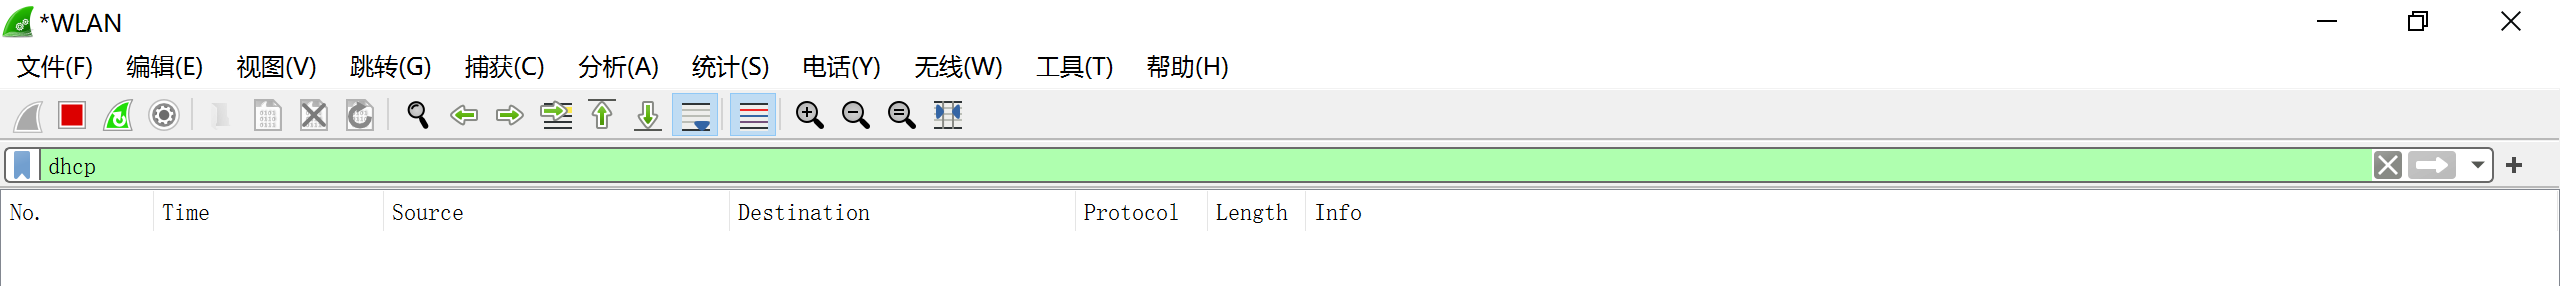 *WLAN
文件(F) 编辑(E) 视图(V) 跳转(G) 捕获(C) 分析(A) 统计(S) 电话(Y) 无线(W) 工具(T) 帮助(H)
dhcp
No. Time Source Destination Protocol Length Info